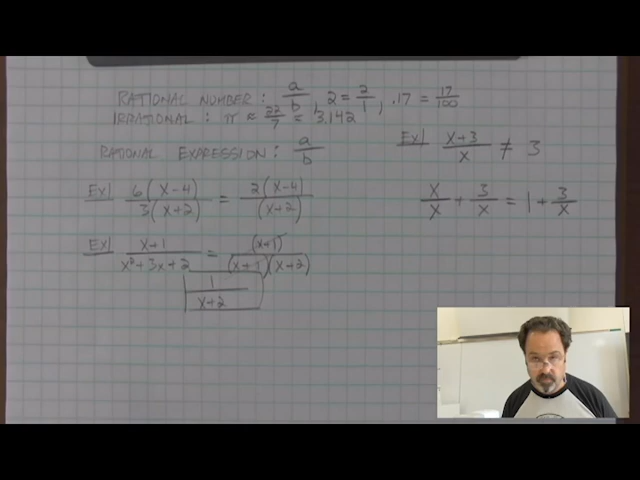 RATIONAL NUMBER: a/b, 2 = 2/1, .17 = 17/100
IRRATIONAL: π ≈ 22/7 = 3.142
RATIONAL EXPRESSION: a/b
Ex| 6(x-4)/3(x+2) = 2(x-4)/(x+2)
Ex| x+1/x²+3x+2 = (x+1)/(x+1)(x+2)
1/x+2
Ex| x+3/x ≠ 3
x/x + 3/x = 1 + 3/x